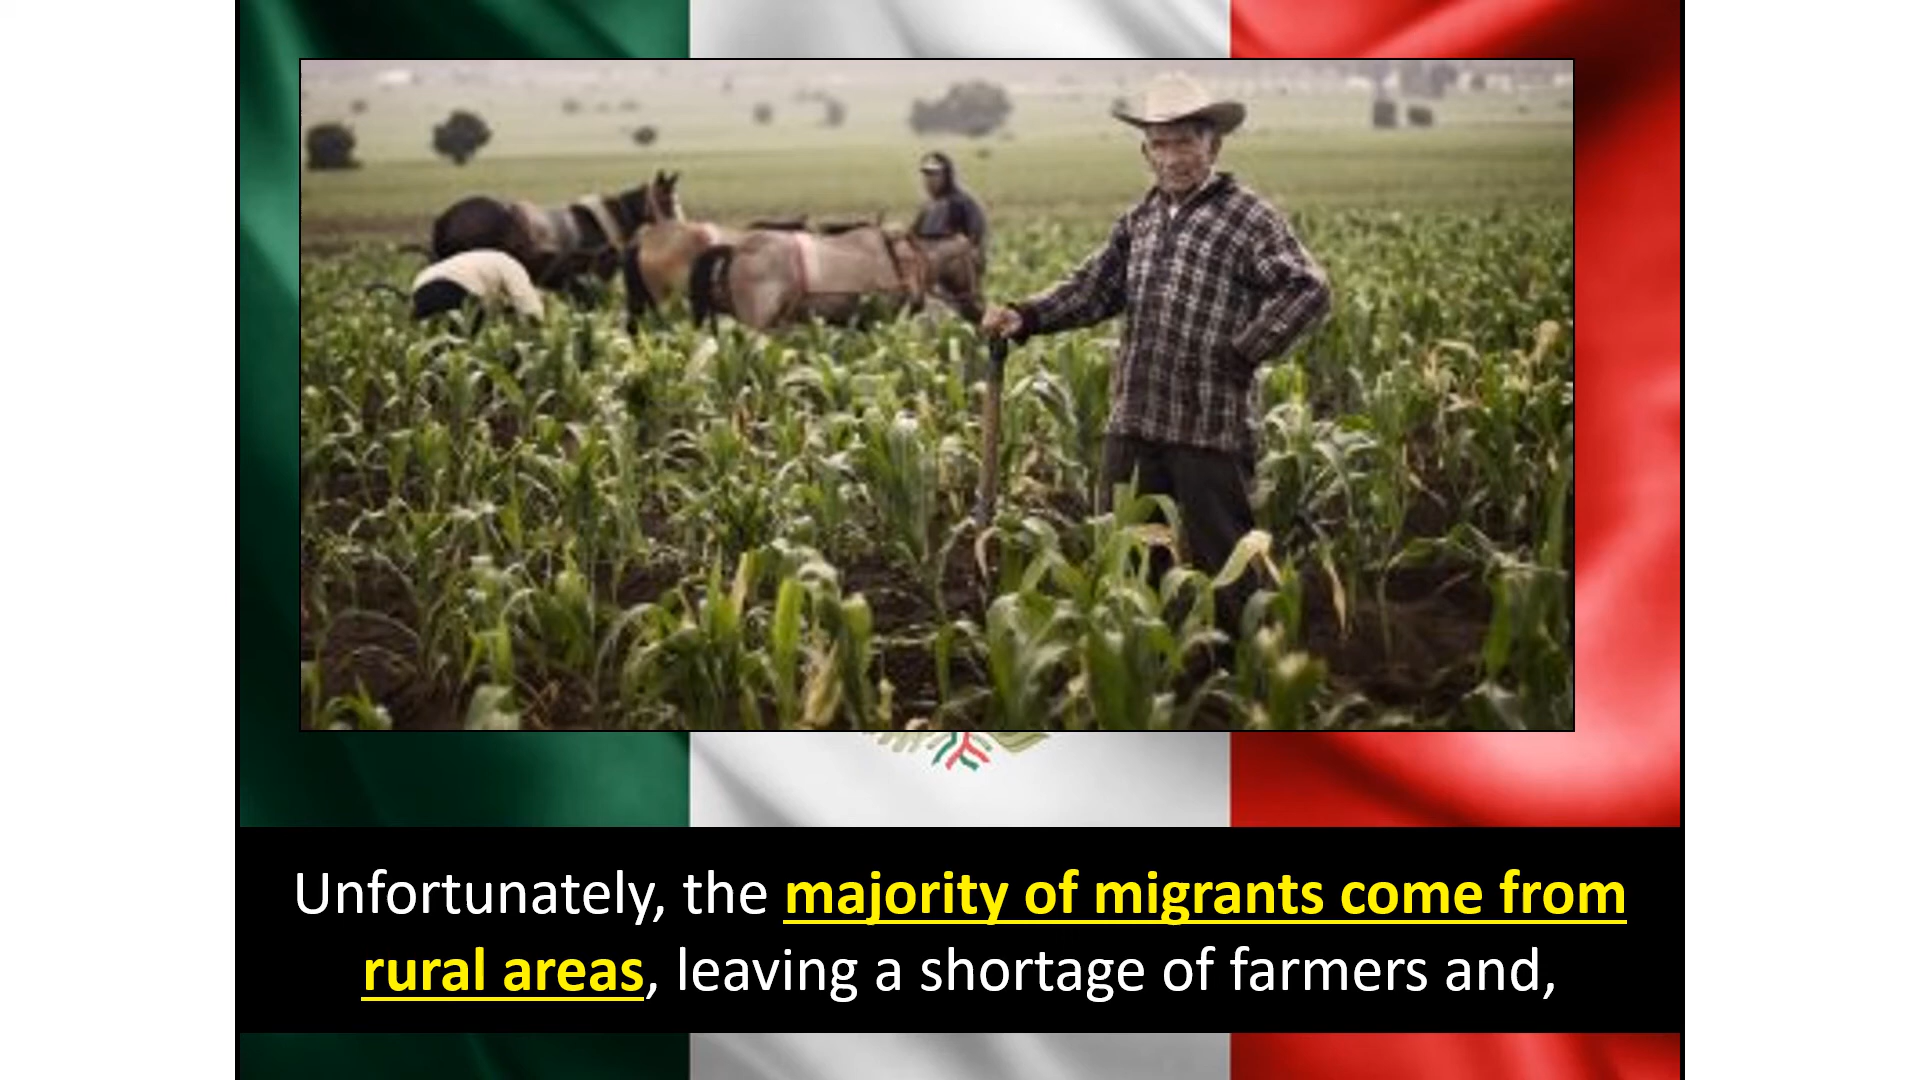 Unfortunately, the majority of migrants come from
rural areas, leaving a shortage of farmers and,